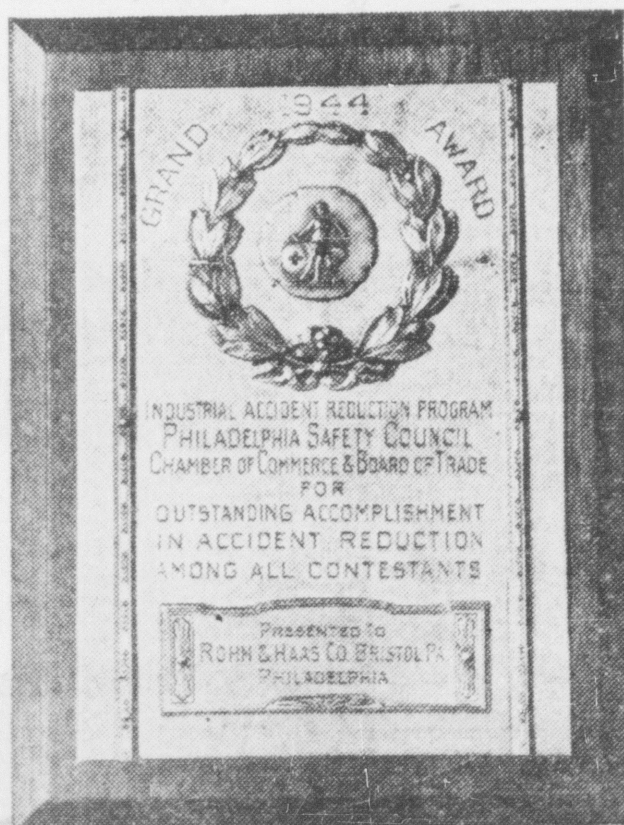 1944
GRAND AWARD
INDUSTRIAL ACCIDENT REDUCTION PROGRAM
PHILADELPHIA SAFETY COUNCIL
CHAMBER OF COMMERCE & BOARD OF TRADE
FOR
OUTSTANDING ACCOMPLISHMENT
IN ACCIDENT REDUCTION
AMONG ALL CONTESTANTS
PRESENTED TO
ROHM & HAAS CO. BRISTOL PA.
PHILADELPHIA